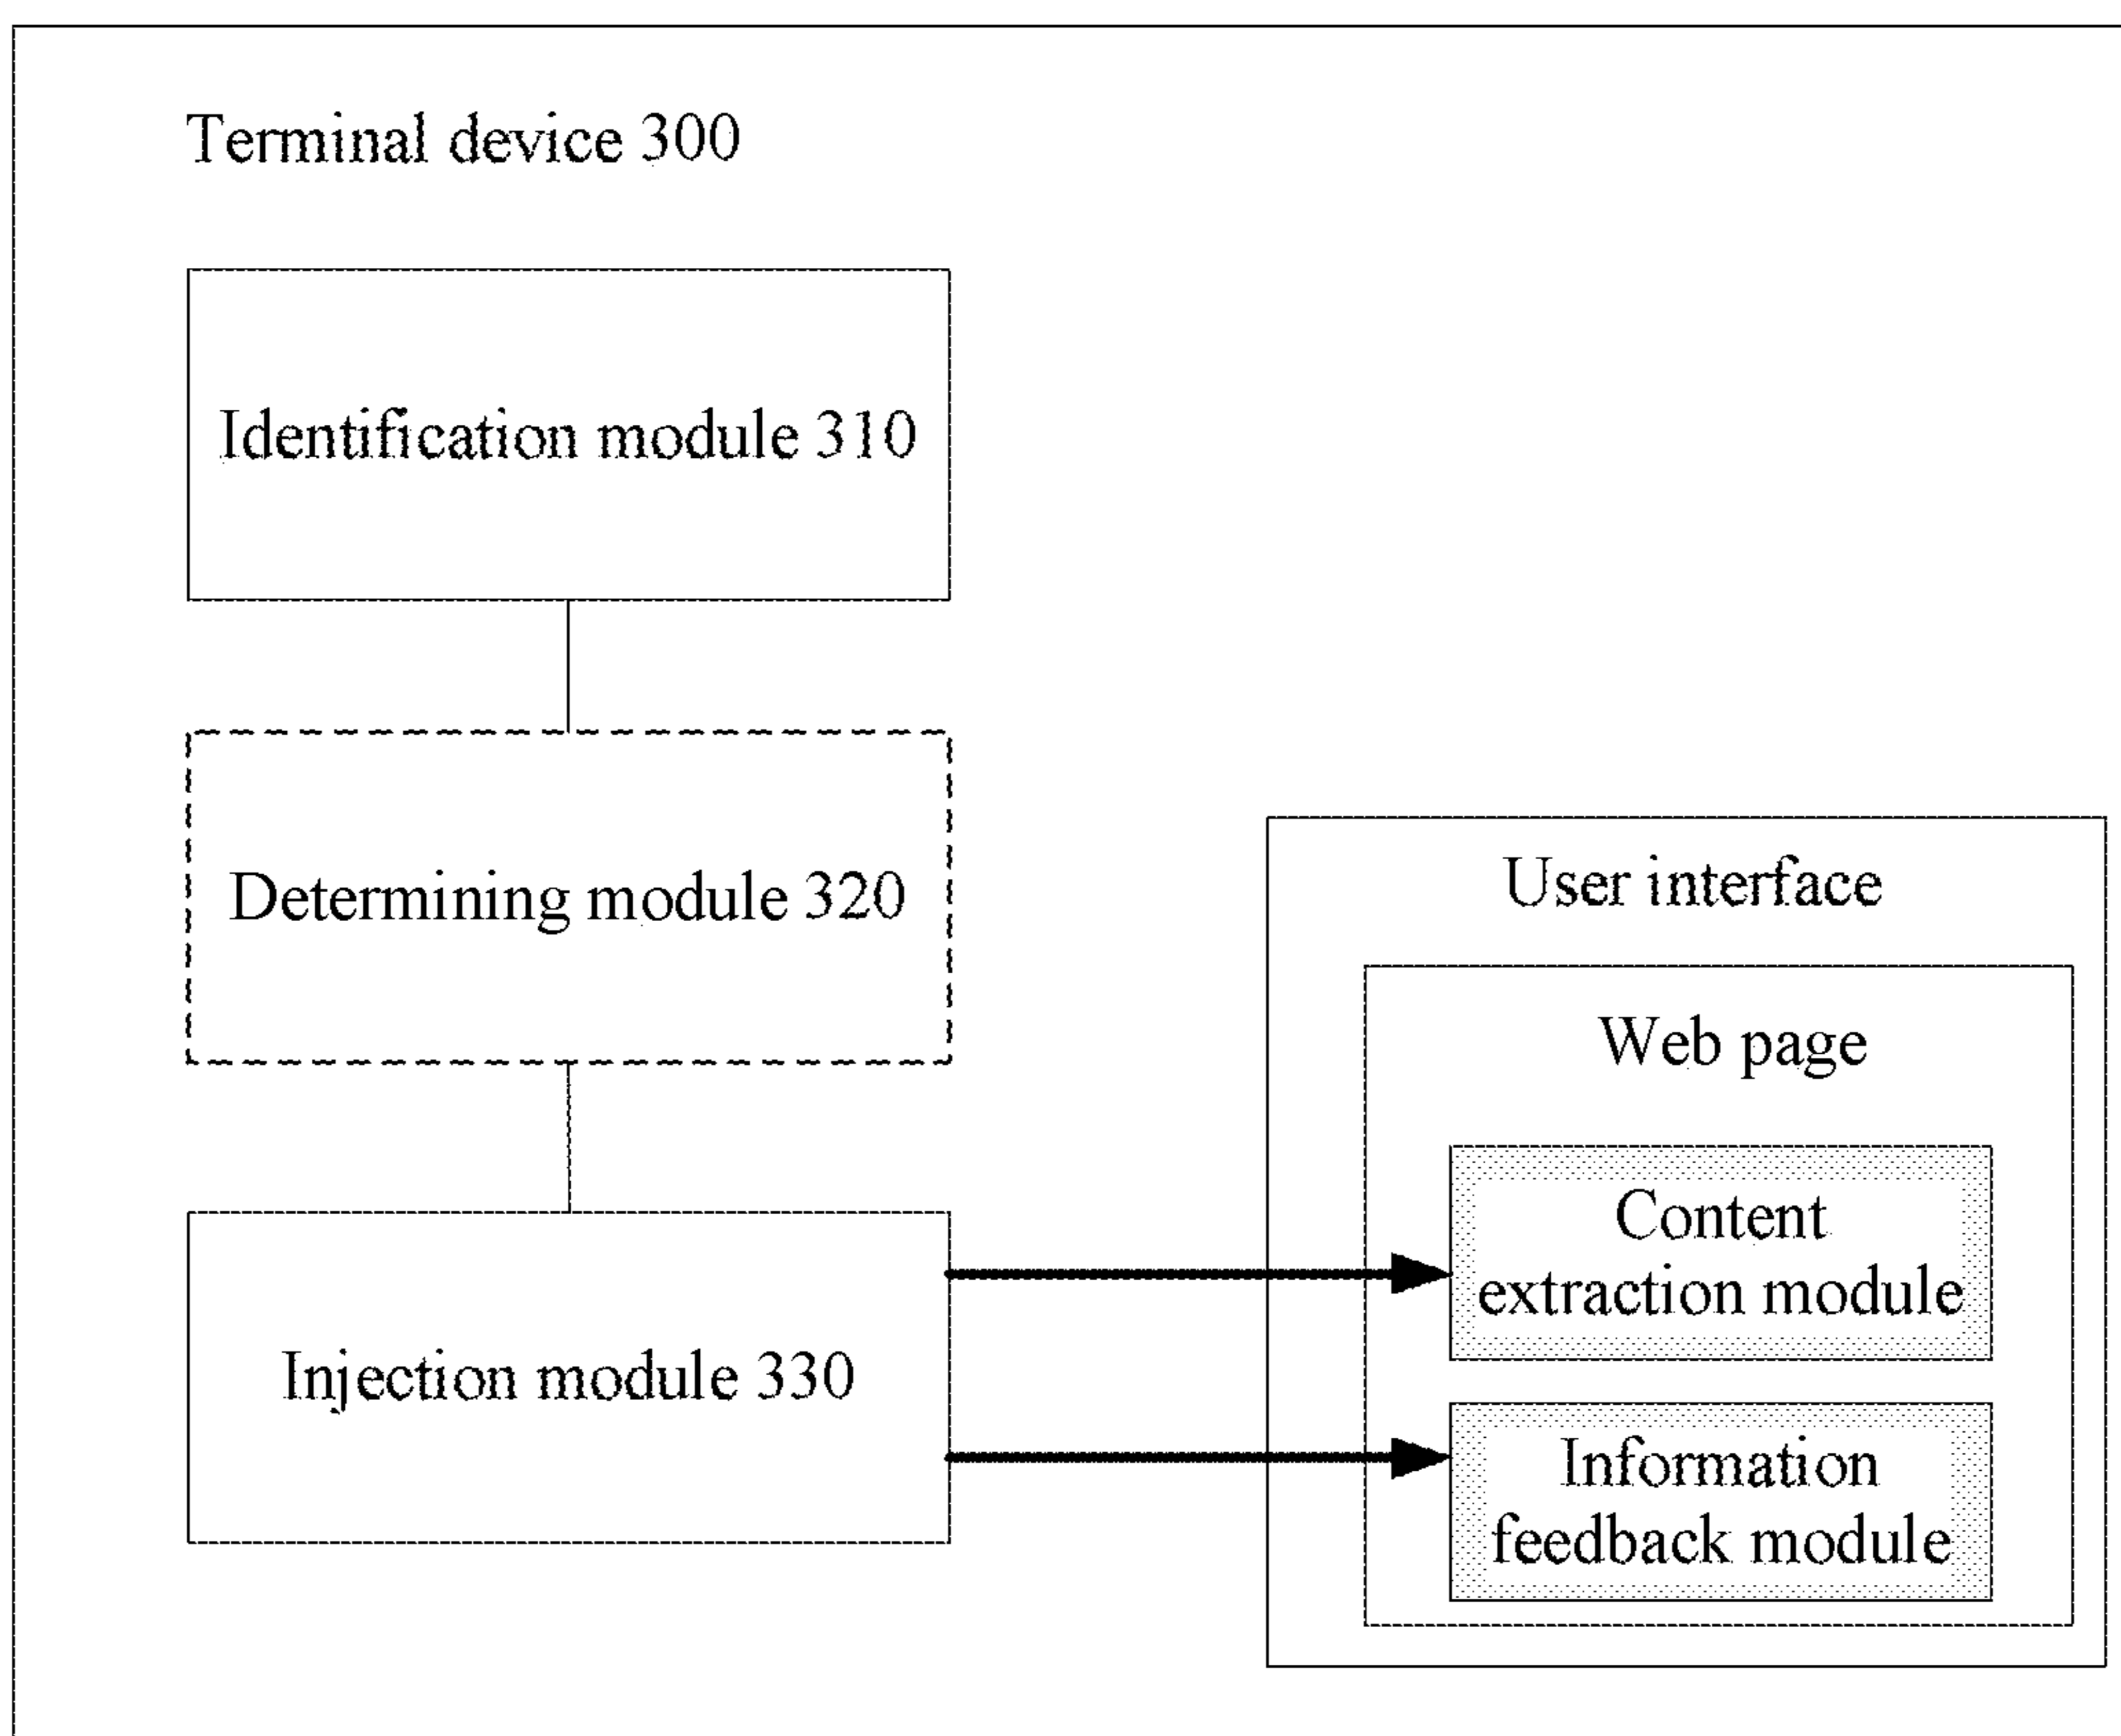 Terminal device 300
Identification module 310
Determining module 320
User interface
Web page
Content
extraction module
Injection module 330
Information
feedback module